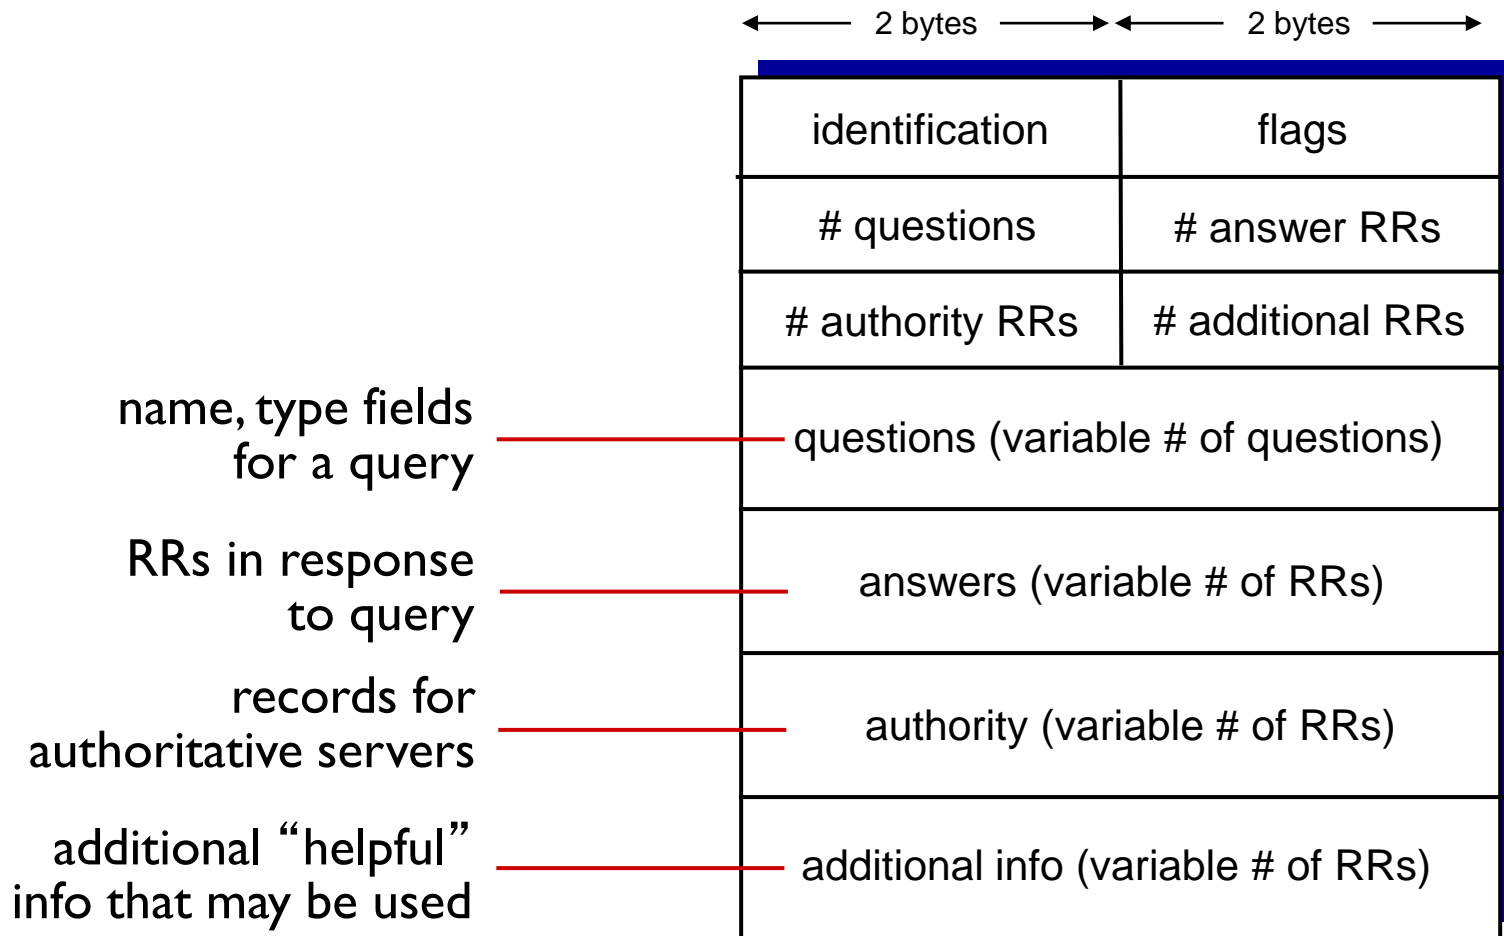 2 bytes 2 bytes
identification flags
# questions # answer RRs
# authority RRs # additional RRs
name, type fields
for a query
questions (variable # of questions)
RRs in response
to query
answers (variable # of RRs)
records for
authoritative servers
authority (variable # of RRs)
additional “helpful”
info that may be used
additional info (variable # of RRs)